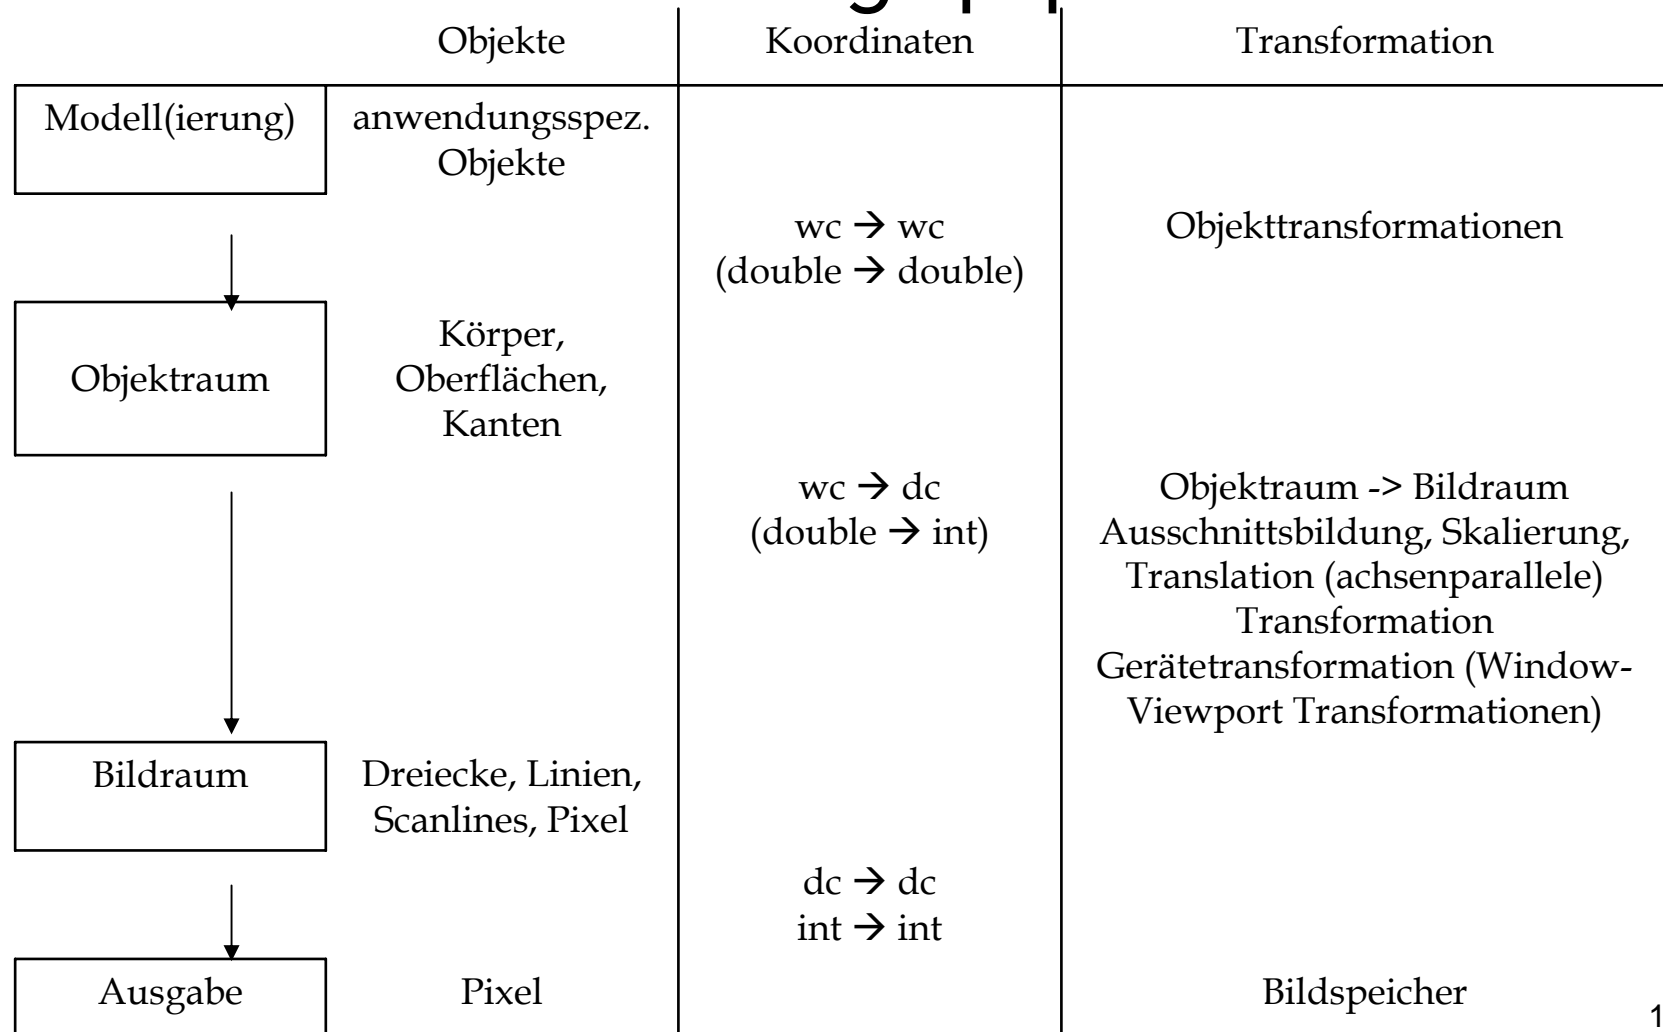 Objekte Koordinaten Transformation
Modell(ierung) anwendungsspez.
Objekte
wc → wc Objekttransformationen
(double → double)
Körper,
Objektraum Oberflächen,
Kanten
wc → dc Objektraum -> Bildraum
(double → int) Ausschnittsbildung, Skalierung,
Translation (achsenparallele)
Transformation
Gerätetransformation (Window-
Viewport Transformationen)
Bildraum Dreiecke, Linien,
Scanlines, Pixel
dc → dc
int → int
Ausgabe Pixel Bildspeicher
1